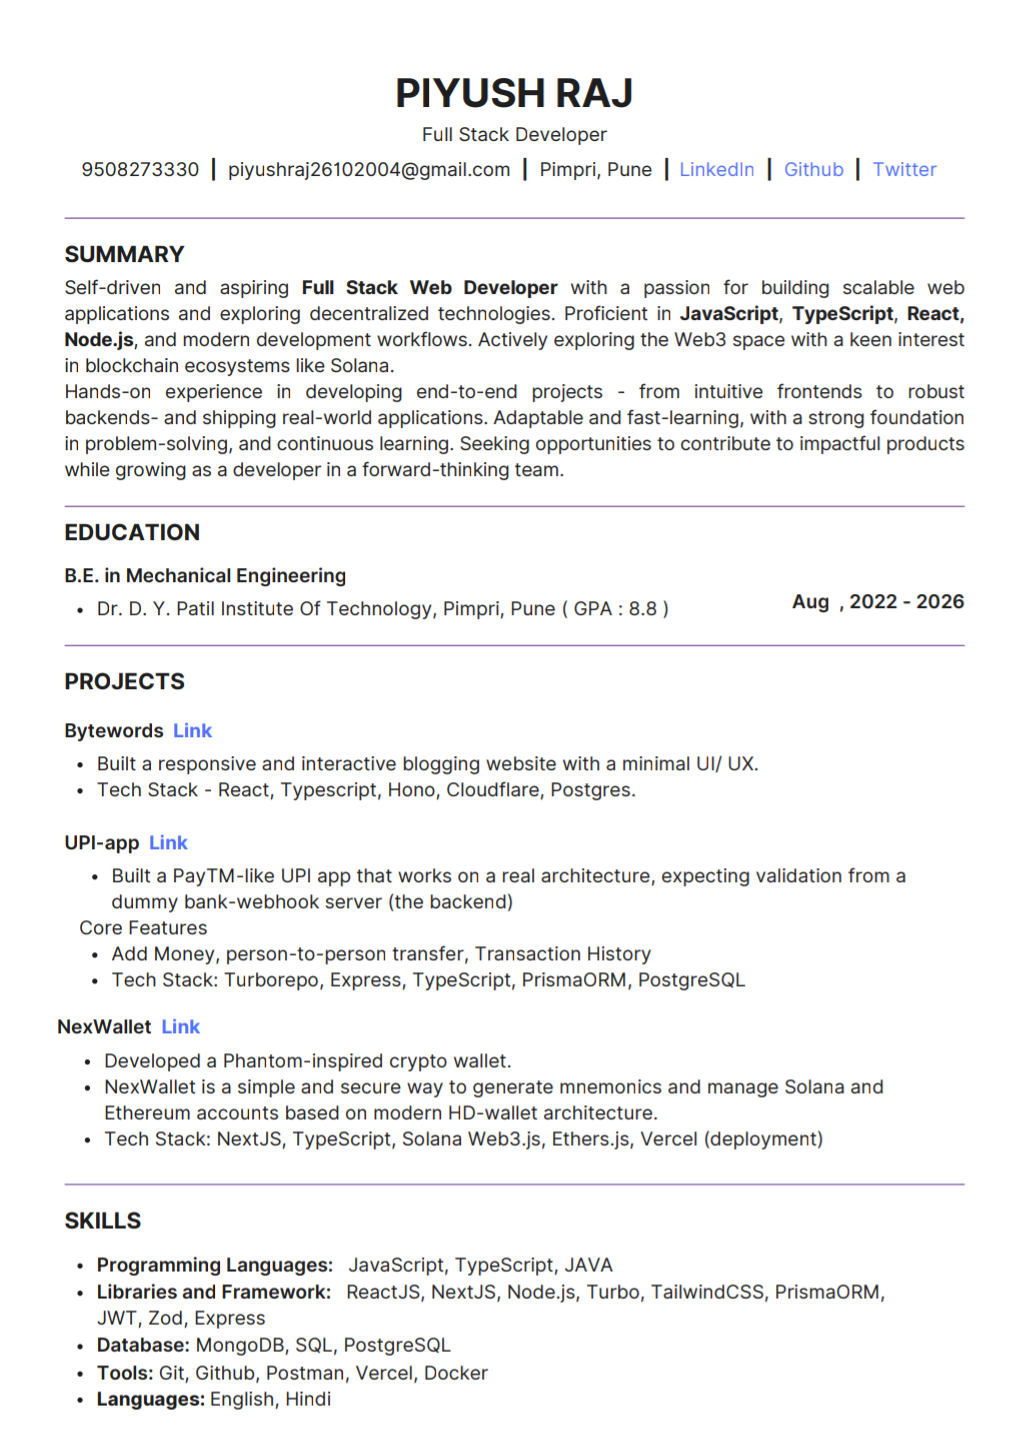 PIYUSH RAJ
Full Stack Developer
9508273330 | piyushraj26102004@gmail.com | Pimpri, Pune | LinkedIn | Github | Twitter
SUMMARY
Self-driven and aspiring Full Stack Web Developer with a passion for building scalable web
applications and exploring decentralized technologies. Proficient in JavaScript, TypeScript, React,
Node.js, and modern development workflows. Actively exploring the Web3 space with a keen interest
in blockchain ecosystems like Solana.
Hands-on experience in developing end-to-end projects - from intuitive frontends to robust
backends- and shipping real-world applications. Adaptable and fast-learning, with a strong foundation
in problem-solving, and continuous learning. Seeking opportunities to contribute to impactful products
while growing as a developer in a forward-thinking team.
EDUCATION
B.E. in Mechanical Engineering
• Dr. D. Y. Patil Institute Of Technology, Pimpri, Pune ( GPA : 8.8 )
Aug , 2022 - 2026
PROJECTS
Bytewords Link
• Built a responsive and interactive blogging website with a minimal UI/ UX.
• Tech Stack - React, Typescript, Hono, Cloudflare, Postgres.
UPI-app Link
• Built a PayTM-like UPI app that works on a real architecture, expecting validation from a
dummy bank-webhook server (the backend)
Core Features
• Add Money, person-to-person transfer, Transaction History
• Tech Stack: Turborepo, Express, TypeScript, PrismaORM, PostgreSQL
NexWallet Link
• Developed a Phantom-inspired crypto wallet.
• NexWallet is a simple and secure way to generate mnemonics and manage Solana and
Ethereum accounts based on modern HD-wallet architecture.
• Tech Stack: NextJS, TypeScript, Solana Web3.js, Ethers.js, Vercel (deployment)
SKILLS
• Programming Languages: JavaScript, TypeScript, JAVA
• Libraries and Framework: ReactJS, NextJS, Node.js, Turbo, TailwindCSS, PrismaORM,
JWT, Zod, Express
• Database: MongoDB, SQL, PostgreSQL
• Tools: Git, Github, Postman, Vercel, Docker
• Languages: English, Hindi